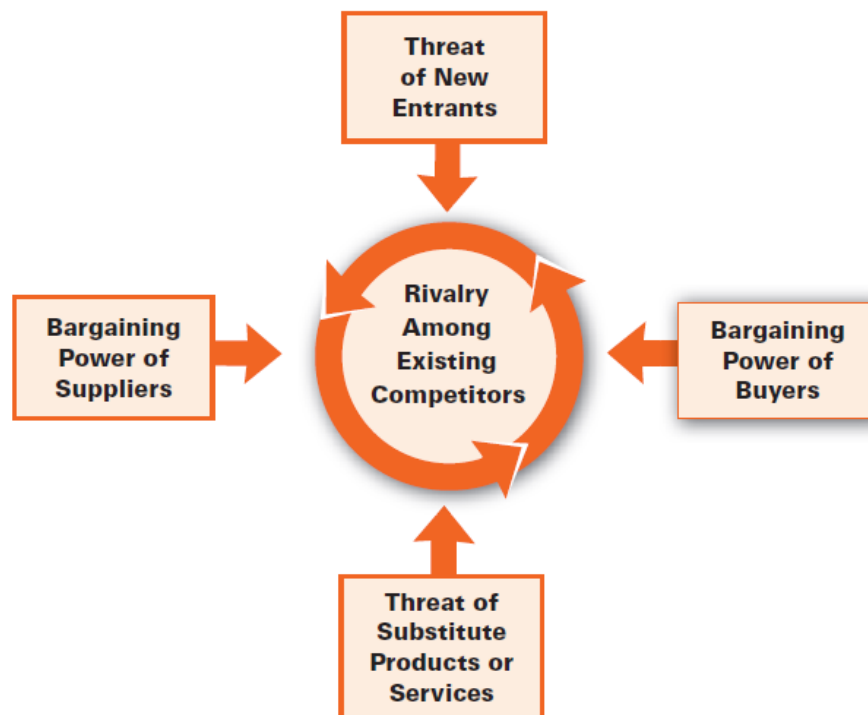 Threat
of New
Entrants
Rivalry
Among
Existing
Competitors
Bargaining
Power of
Suppliers
Bargaining
Power of
Buyers
Threat of
Substitute
Products or
Services